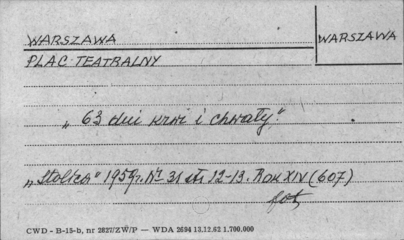 WARSZAWA
WARSZAWA
PLAC TEATRALNY
„63 dni krwi i chwały"
„Stolica" 1959r. Nr 31 str. 12-13. Rok XIV (607)
fot.
CWD - B-15-b, nr 2827/ZW/P — WDA 2694 13.12.62 1.700.000